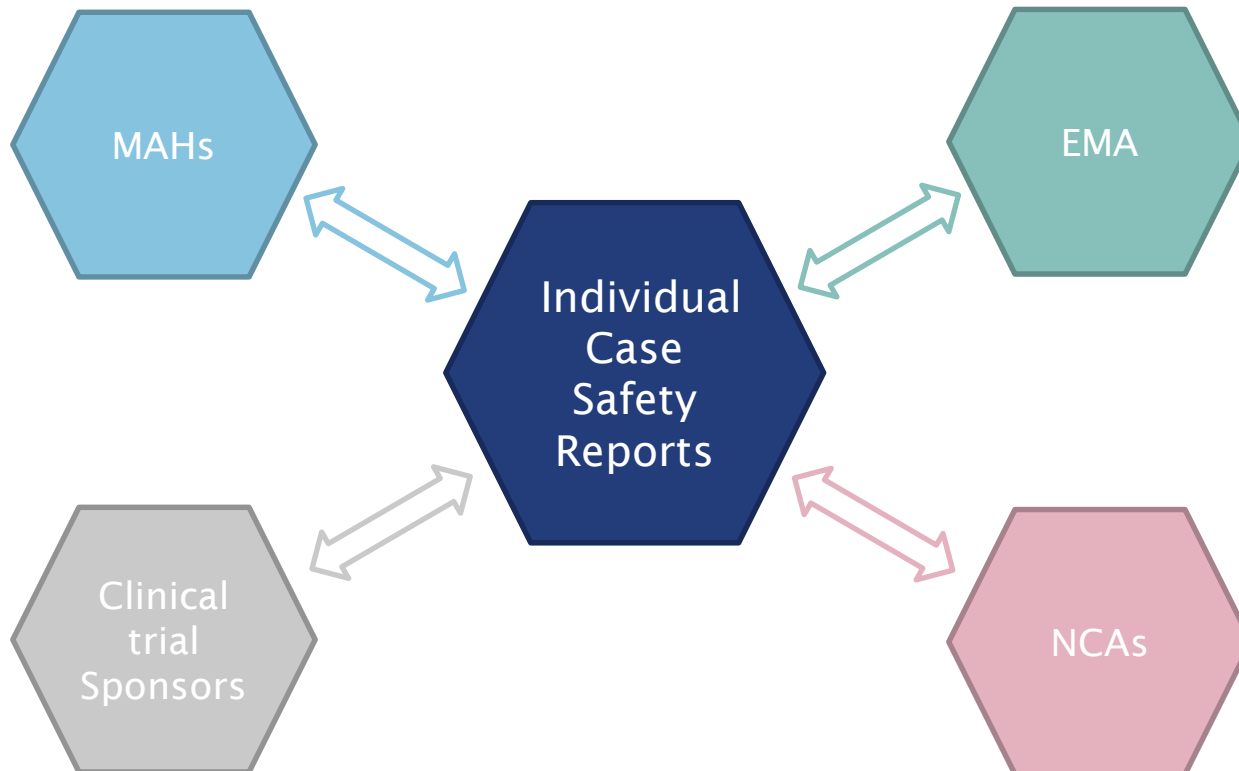 MAHs
EMA
Individual
Case
Safety
Reports
Clinical
trial
Sponsors
NCAs